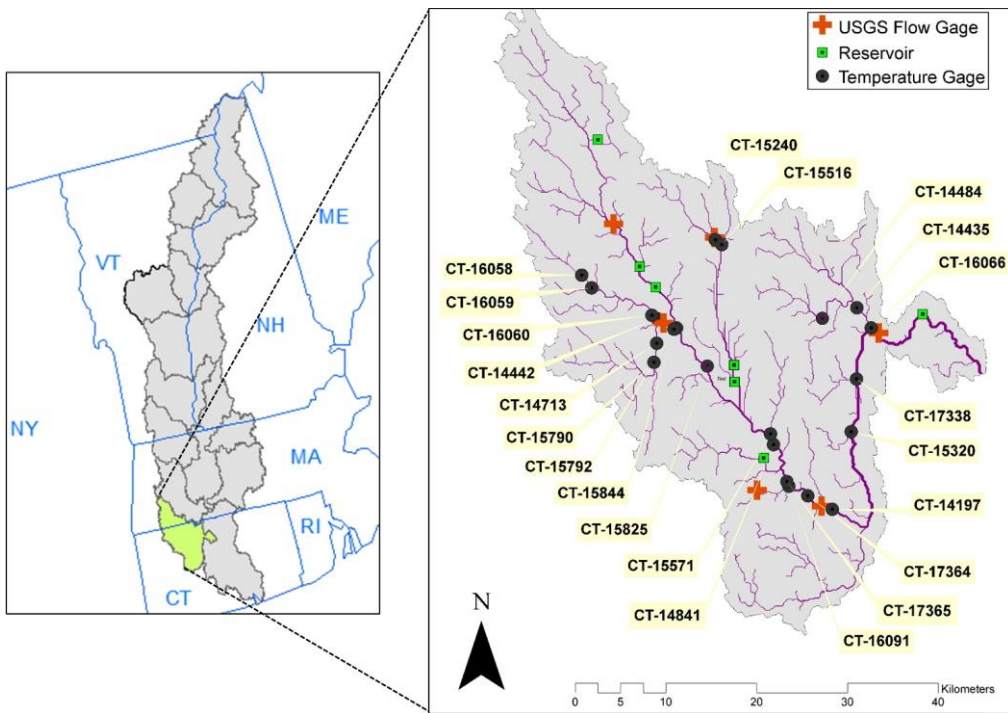 ME
VT
NH
NY
MA
RI
CT
USGS Flow Gage
Reservoir
Temperature Gage
CT-15240
CT-15516
CT-14484
CT-14435
CT-16066
CT-16058
CT-16059
CT-16060
CT-14442
CT-14713
CT-15790
CT-15792
CT-15844
CT-15825
CT-15571
CT-14841
CT-17338
CT-15320
CT-14197
CT-17364
CT-17365
CT-16091
N
Kilometers
0 5 10 20 30 40